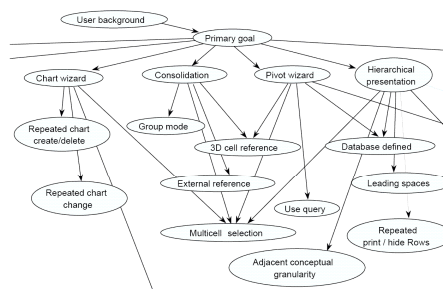 User background
Primary goal
Chart wizard
Consolidation
Pivot wizard
Hierarchical
presentation
Group mode
Repeated chart
create/delete
3D cell reference
Database defined
External reference
Leading spaces
Repeated chart
change
Use query
Multicell selection
Repeated
print / hide Rows
Adjacent conceptual
granularity